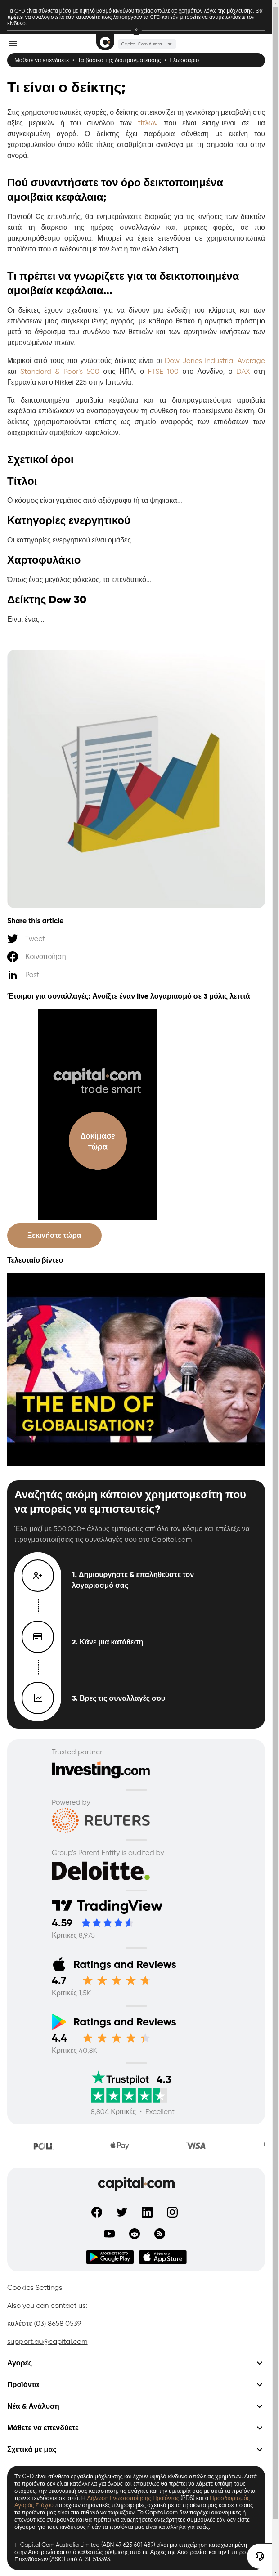 Τα CFD είναι σύνθετα μέσα με υψηλό βαθμό κινδύνου ταχείας απώλειας χρημάτων λόγω της μόχλευσης. Θα πρέπει να αναλογιστείτε εάν κατανοείτε πως λειτουργούν τα CFD και εάν μπορείτε να αντιμετωπίσετε τον κίνδυνο.
Capital Com Austra...
Μάθετε να επενδύετε • Τα βασικά της διαπραγμάτευσης • Γλωσσάριο
Τι είναι ο δείκτης;
Στις χρηματοπιστωτικές αγορές, ο δείκτης απεικονίζει τη γενικότερη μεταβολή της αξίες μεμονωμένων ή του συνόλου των τίτλων που είναι εισηγμένοι σε μια συγκεκριμένη αγορά. Ο δείκτης έχει παρόμοια σύνθεση με εκείνη του χαρτοφυλακίου όπου κάθε τίτλος σταθμίζεται ανάλογα με τη σημασία του στην αγορά.
Πού συναντήσατε τον όρο δεικτοποιημένα αμοιβαία κεφάλαια;
Παντού! Ως επενδυτής, θα ενημερώνεστε διαρκώς για τις κινήσεις των δεικτών κατά τη διάρκεια της ημέρας συναλλαγών και, μερικές φορές, σε πιο μακροπρόθεσμο ορίζοντα. Μπορεί να έχετε επενδύσει σε χρηματοπιστωτικά προϊόντα που συνδέονται με τον ένα ή τον άλλο δείκτη.
Τι πρέπει να γνωρίζετε για τα δεικτοποιημένα αμοιβαία κεφάλαια...
Οι δείκτες έχουν σχεδιαστεί για να δίνουν μια ένδειξη του κλίματος και των επιδόσεων μιας συγκεκριμένης αγοράς, με καθαρό θετικό ή αρνητικό πρόσημο μετά το άθροισμα του συνόλου των θετικών και των αρνητικών κινήσεων των μεμονωμένων τίτλων.
Μερικοί από τους πιο γνωστούς δείκτες είναι οι Dow Jones Industrial Average και Standard & Poor's 500 στις ΗΠΑ, ο FTSE 100 στο Λονδίνο, ο DAX στη Γερμανία και ο Nikkei 225 στην Ιαπωνία.
Τα δεικτοποιημένα αμοιβαία κεφάλαια και τα διαπραγματεύσιμα αμοιβαία κεφάλαια επιδιώκουν να αναπαραγάγουν τη σύνθεση του προκείμενου δείκτη. Οι δείκτες χρησιμοποιούνται επίσης ως σημείο αναφοράς των επιδόσεων των διαχειριστών αμοιβαίων κεφαλαίων.
Σχετικοί όροι
Τίτλοι
Ο κόσμος είναι γεμάτος από αξιόγραφα (ή τα ψηφιακά...
Κατηγορίες ενεργητικού
Οι κατηγορίες ενεργητικού είναι ομάδες...
Χαρτοφυλάκιο
Όπως ένας μεγάλος φάκελος, το επενδυτικό...
Δείκτης Dow 30
Είναι ένας...
Share this article
Tweet
Κοινοποίηση
Post
Έτοιμοι για συναλλαγές; Ανοίξτε έναν live λογαριασμό σε 3 μόλις λεπτά
capital.com
trade smart
Δοκίμασε τώρα
Ξεκινήστε τώρα
Τελευταίο βίντεο
THE END OF GLOBALISATION?
Αναζητάς ακόμη κάποιον χρηματομεσίτη που να μπορείς να εμπιστευτείς?
Έλα μαζί με 500.000+ άλλους εμπόρους απ' όλο τον κόσμο και επέλεξε να πραγματοποιήσεις τις συναλλαγές σου στο Capital.com
1. Δημιουργήστε & επαληθεύστε τον λογαριασμό σας
2. Κάνε μια κατάθεση
3. Βρες τις συναλλαγές σου
Trusted partner
Investing.com
Powered by
REUTERS
Group's Parent Entity is audited by
Deloitte.
TradingView
4.59
Κριτικές 8,975
Ratings and Reviews
4.7
Κριτικές 1,5K
Ratings and Reviews
4.4
Κριτικές 40,8K
Trustpilot 4.3
8,804 Κριτικές • Excellent
POLi
Pay
VISA
capital.com
Google Play
App Store
Cookies Settings
Also you can contact us:
καλέστε (03) 8658 0539
support.au@capital.com
Αγορές
Προϊόντα
Νέα & Ανάλυση
Μάθετε να επενδύετε
Σχετικά με μας
Τα CFD είναι σύνθετα εργαλεία μόχλευσης και έχουν υψηλό κίνδυνο απώλειας χρημάτων. Αυτά τα προϊόντα δεν είναι κατάλληλα για όλους και επομένως θα πρέπει να λάβετε υπόψη τους στόχους, την οικονομική σας κατάσταση, τις ανάγκες και την εμπειρία σας με αυτά τα προϊόντα πριν επενδύσετε σε αυτά. Η Δήλωση Γνωστοποίησης Προϊόντος (PDS) και ο Προσδιορισμός Αγοράς Στόχου παρέχουν σημαντικές πληροφορίες σχετικά με τα προϊόντα μας και σε ποιους τα προϊόντα μας είναι πιο πιθανό να ταιριάζουν. Το Capital.com δεν παρέχει οικονομικές ή επενδυτικές συμβουλές και θα πρέπει να αναζητήσετε επαγγελματικές συμβουλές εάν δεν είστε σίγουροι για το πόσο κατάλληλα είναι τα προϊόντα μας είναι κατάλληλα για εσάς.
Η Capital Com Australia Limited (ABN 47 625 601 489) είναι μια επιχείρηση καταχωρημένη στην Αυστραλία και υπό καθεστώς ρύθμισης από τις Αρχές της Αυστραλίας και την Επιτροπή Επενδύσεων (ASIC) υπό AFSL 513393.